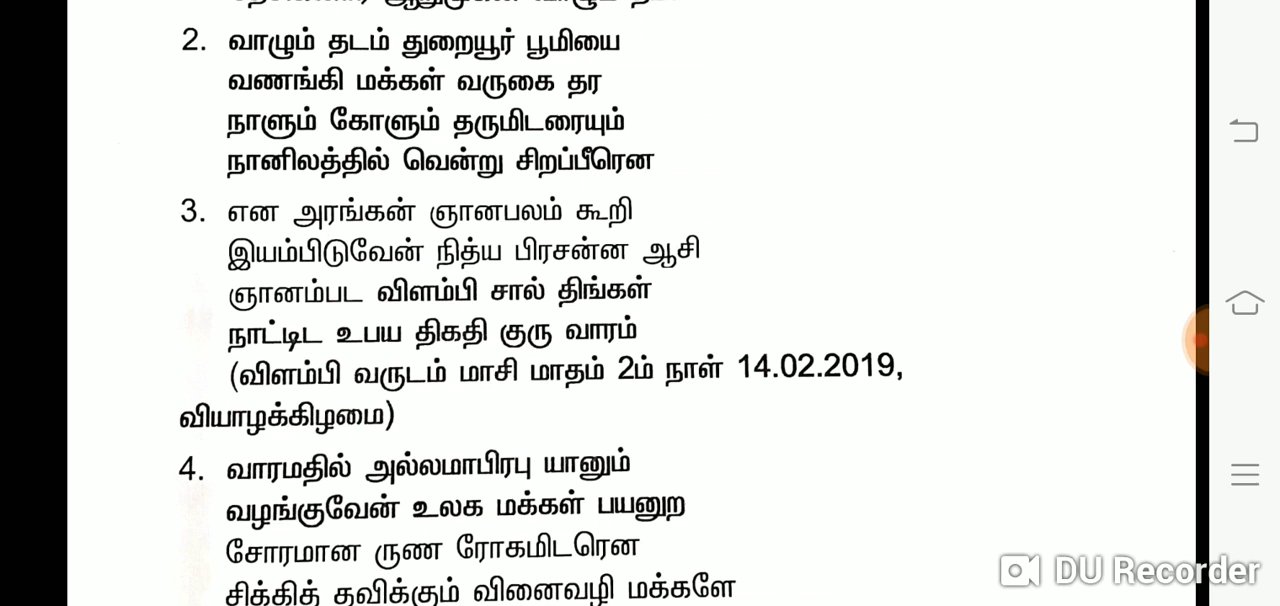 2. வாழும் தடம் துறையூர் பூமியை
வணங்கி மக்கள் வருகை தர
நாளும் கோளும் தருமிடரையும்
நானிலத்தில் வென்று சிறப்பீரென
3. என அரங்கன் ஞானபலம் கூறி
இயம்பிடுவேன் நித்ய பிரசன்ன ஆசி
ஞானம்பட விளம்பி சால் திங்கள்
நாட்டிட உபய திகதி குரு வாரம்
(விளம்பி வருடம் மாசி மாதம் 2ம் நாள் 14.02.2019,
வியாழக்கிழமை)
4. வாரமதில் அல்லமாபிரபு யானும்
வழங்குவேன் உலக மக்கள் பயனுற
சோரமான ருண ரோகமிடரென
சிக்கித் தவிக்கும் வினைவழி மக்களே
DU Recorder